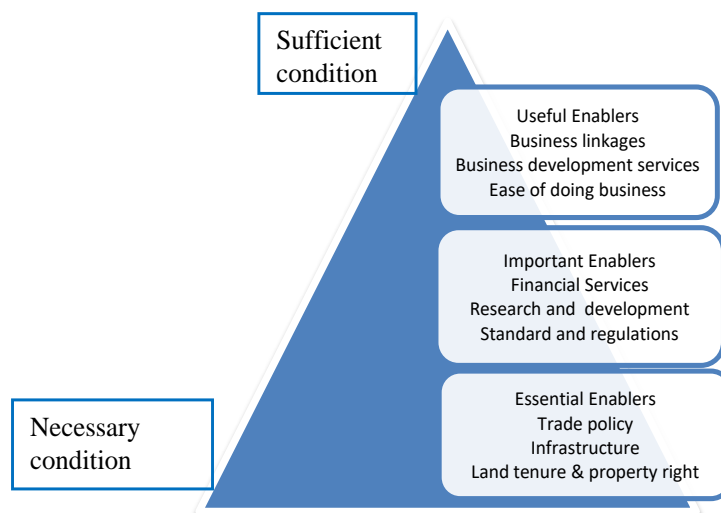 Sufficient
condition
Useful Enablers
Business linkages
Business development services
Ease of doing business
Important Enablers
Financial Services
Research and development
Standard and regulations
Essential Enablers
Trade policy
Infrastructure
Land tenure & property right
Necessary
condition